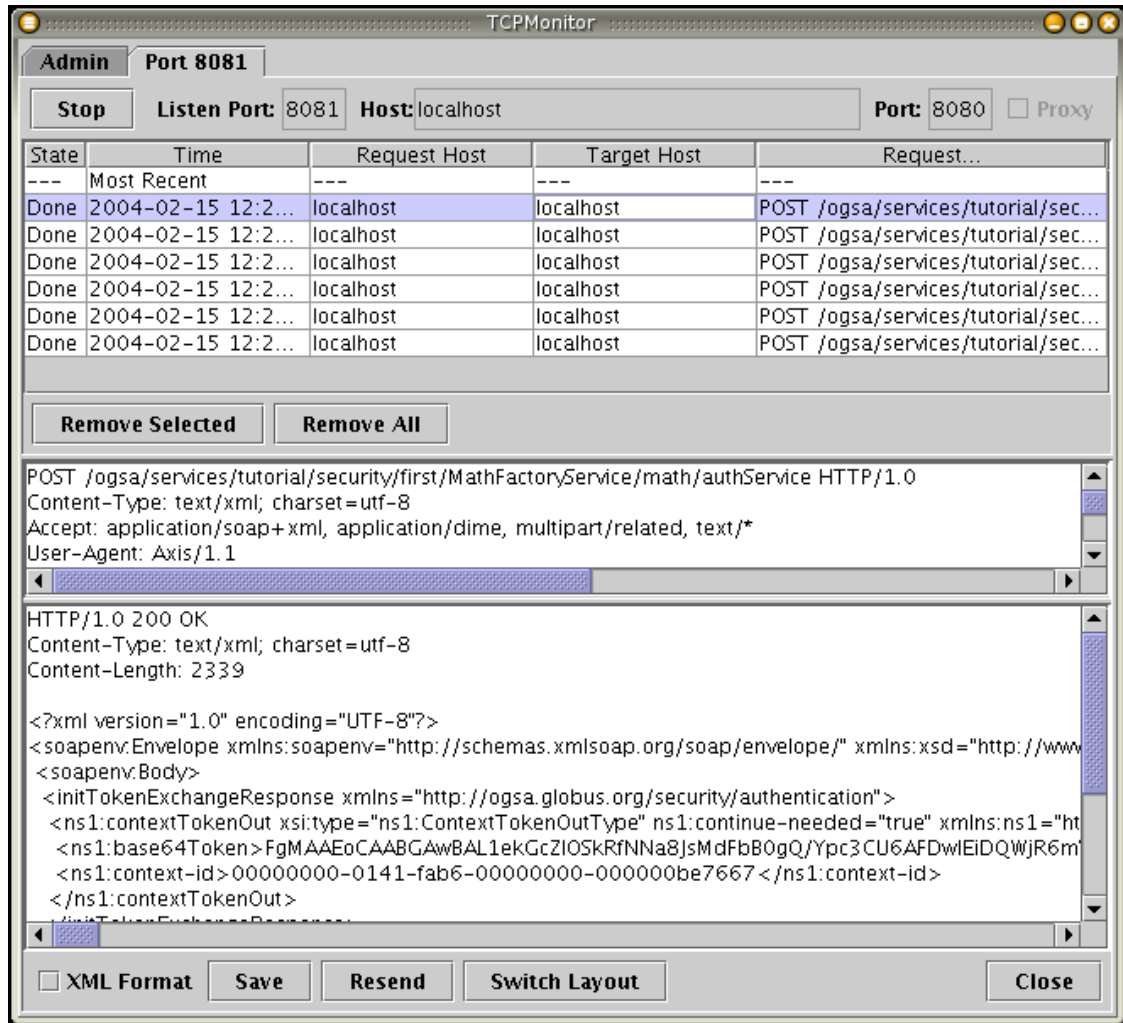 TCPMonitor
Admin Port 8081
Stop Listen Port: 8081 Host: localhost Port: 8080 Proxy
State Time Request Host Target Host Request...
--- Most Recent --- --- ---
Done 2004-02-15 12:2... localhost localhost POST /ogsa/services/tutorial/sec...
Done 2004-02-15 12:2... localhost localhost POST /ogsa/services/tutorial/sec...
Done 2004-02-15 12:2... localhost localhost POST /ogsa/services/tutorial/sec...
Done 2004-02-15 12:2... localhost localhost POST /ogsa/services/tutorial/sec...
Done 2004-02-15 12:2... localhost localhost POST /ogsa/services/tutorial/sec...
Done 2004-02-15 12:2... localhost localhost POST /ogsa/services/tutorial/sec...
Remove Selected Remove All
POST /ogsa/services/tutorial/security/first/MathFactoryService/math/authService HTTP/1.0
Content-Type: text/xml; charset=utf-8
Accept: application/soap+xml, application/dime, multipart/related, text/*
User-Agent: Axis/1.1
HTTP/1.0 200 OK
Content-Type: text/xml; charset=utf-8
Content-Length: 2339
<?xml version="1.0" encoding="UTF-8"?>
<soapenv:Envelope xmlns:soapenv="http://schemas.xmlsoap.org/soap/envelope/" xmlns:xsd="http://www
<soapenv:Body>
<initTokenExchangeResponse xmlns="http://ogsa.globus.org/security/authentication">
<ns1:contextTokenOut xsi:type="ns1:ContextTokenOutType" ns1:continue-needed="true" xmlns:ns1="ht
<ns1:base64Token>
<ns1:context-id>00000000-0141-fab6-00000000-000000be7667</ns1:context-id>
</ns1:contextTokenOut>
</initTokenExchangeResponse>
XML Format Save Resend Switch Layout Close